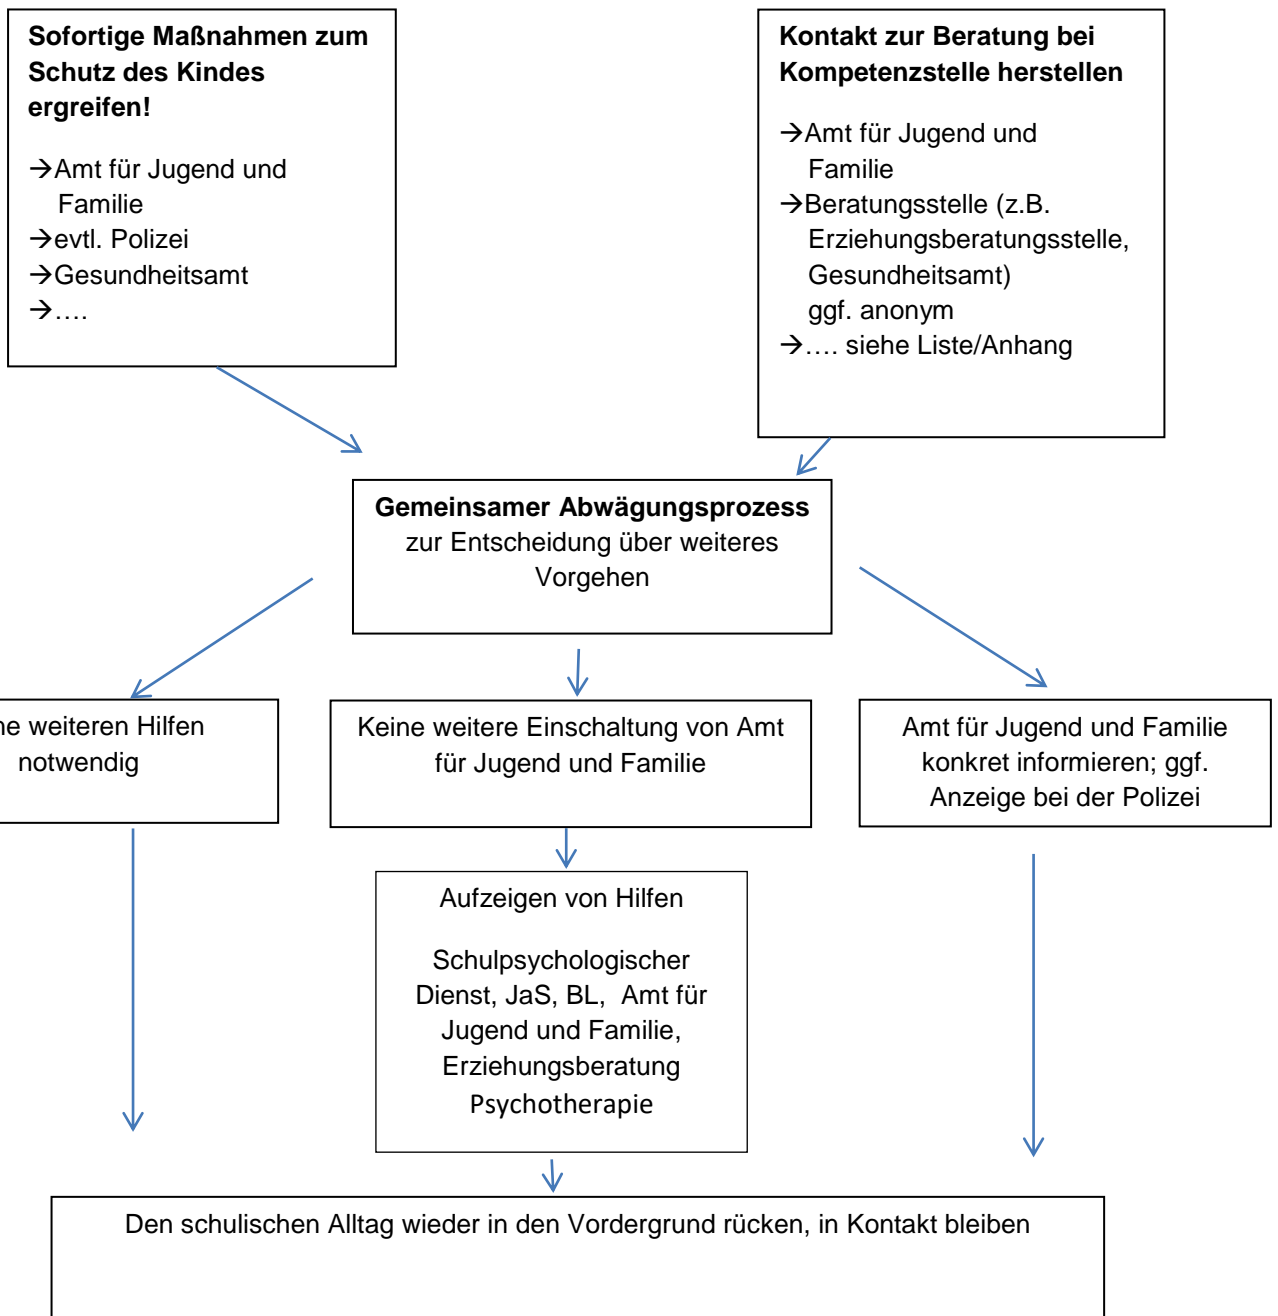 Sofortige Maßnahmen zum
Schutz des Kindes
ergreifen!
→Amt für Jugend und
Familie
→evtl. Polizei
→Gesundheitsamt
→….
Kontakt zur Beratung bei
Kompetenzstelle herstellen
→Amt für Jugend und
Familie
→Beratungsstelle (z.B.
Erziehungsberatungsstelle,
Gesundheitsamt)
ggf. anonym
→…. siehe Liste/Anhang
Gemeinsamer Abwägungsprozess
zur Entscheidung über weiteres
Vorgehen
weiteren Hilfen
notwendig
Keine weitere Einschaltung von Amt
für Jugend und Familie
Amt für Jugend und Familie
konkret informieren; ggf.
Anzeige bei der Polizei
Aufzeigen von Hilfen
Schulpsychologischer
Dienst, JaS, BL, Amt für
Jugend und Familie,
Erziehungsberatung
Psychotherapie
Den schulischen Alltag wieder in den Vordergrund rücken, in Kontakt bleiben